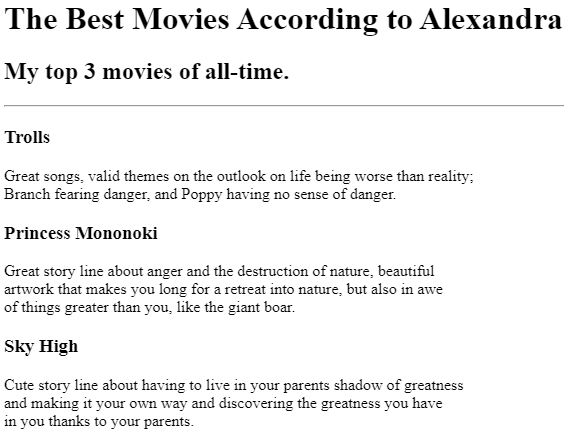 The Best Movies According to Alexandra
My top 3 movies of all-time.
Trolls
Great songs, valid themes on the outlook on life being worse than reality;
Branch fearing danger, and Poppy having no sense of danger.
Princess Mononoki
Great story line about anger and the destruction of nature, beautiful
artwork that makes you long for a retreat into nature, but also in awe
of things greater than you, like the giant boar.
Sky High
Cute story line about having to live in your parents shadow of greatness
and making it your own way and discovering the greatness you have
in you thanks to your parents.